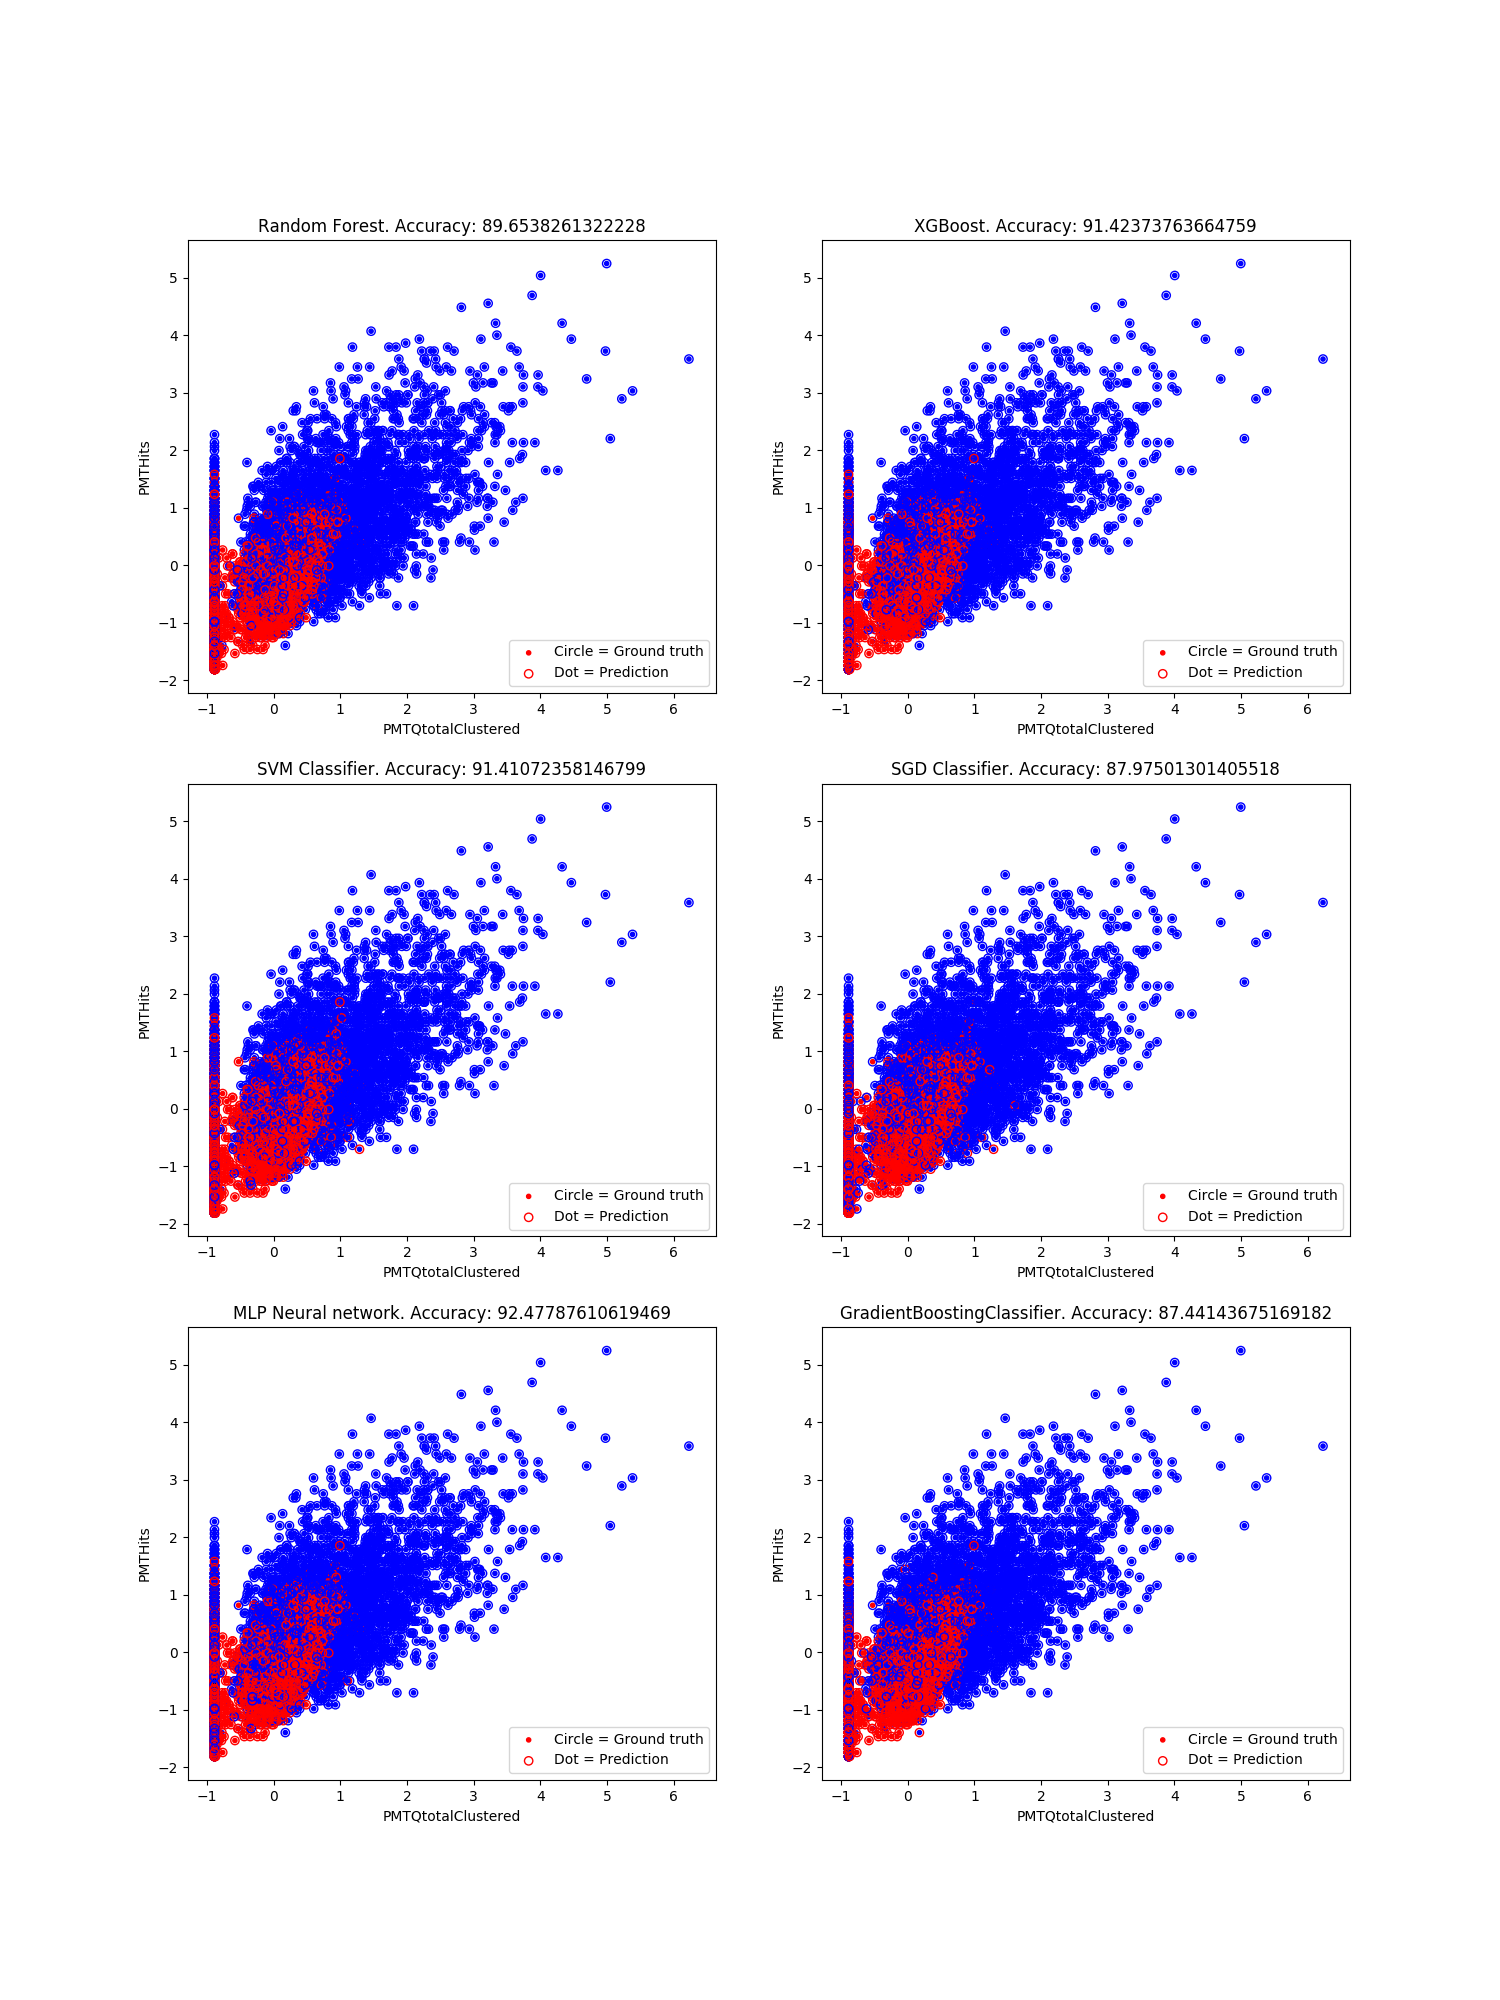 Random Forest. Accuracy: 89.6538261322228
5
4
3
2
1
0
−1
−2
PMTHits
Circle = Ground truth
Dot = Prediction
−1 0 1 2 3 4 5 6
PMTQtotalClustered
XGBoost. Accuracy: 91.42373763664759
5
4
3
2
1
0
−1
−2
PMTHits
Circle = Ground truth
Dot = Prediction
−1 0 1 2 3 4 5 6
PMTQtotalClustered
SVM Classifier. Accuracy: 91.41072358146799
5
4
3
2
1
0
−1
−2
PMTHits
Circle = Ground truth
Dot = Prediction
−1 0 1 2 3 4 5 6
PMTQtotalClustered
SGD Classifier. Accuracy: 87.97501301405518
5
4
3
2
1
0
−1
−2
PMTHits
Circle = Ground truth
Dot = Prediction
−1 0 1 2 3 4 5 6
PMTQtotalClustered
MLP Neural network. Accuracy: 92.47787610619469
5
4
3
2
1
0
−1
−2
PMTHits
Circle = Ground truth
Dot = Prediction
−1 0 1 2 3 4 5 6
PMTQtotalClustered
GradientBoostingClassifier. Accuracy: 87.44143675169182
5
4
3
2
1
0
−1
−2
PMTHits
Circle = Ground truth
Dot = Prediction
−1 0 1 2 3 4 5 6
PMTQtotalClustered